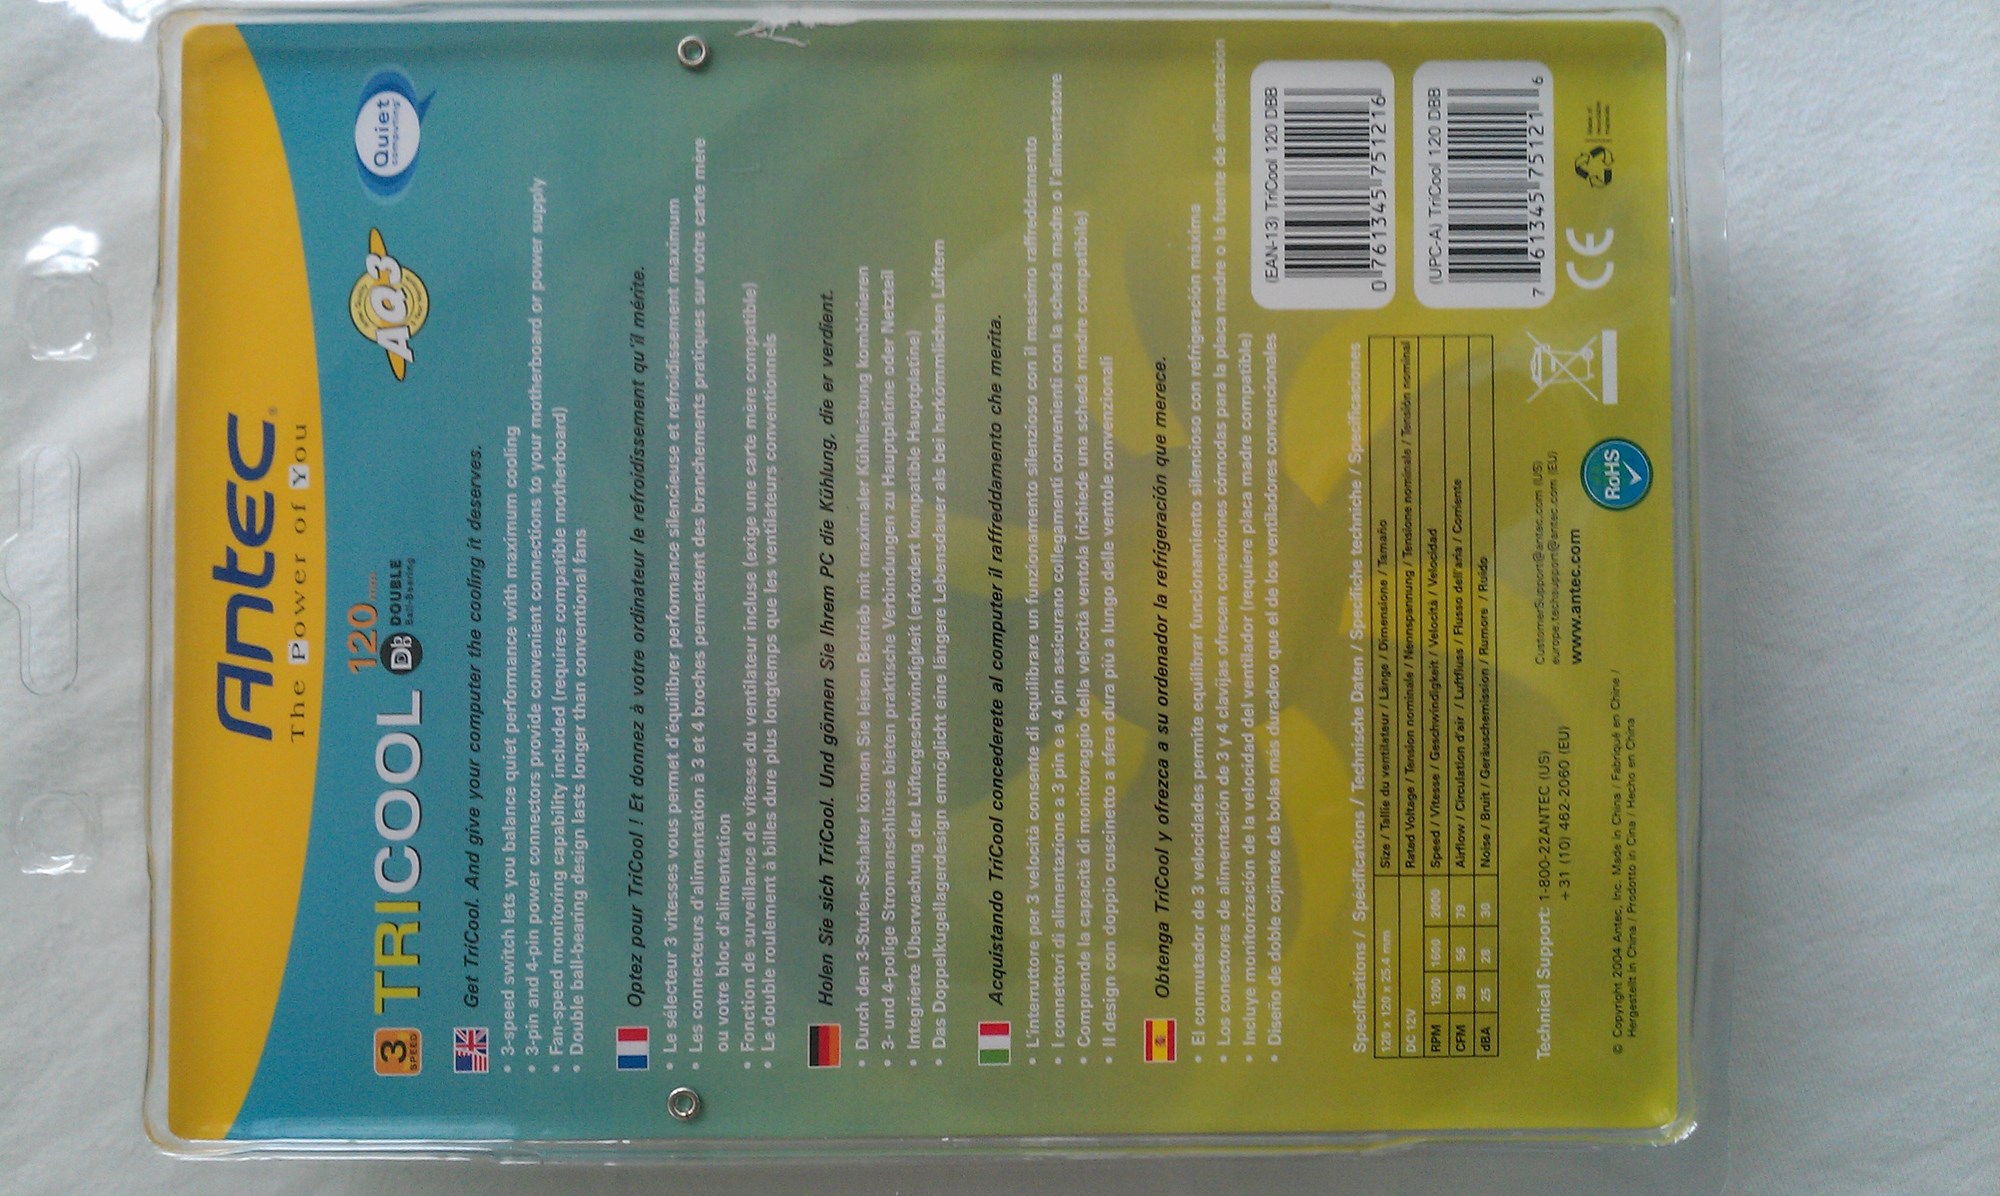 Antec®
The Power of You
3 SPEED
TRICOOL 120mm
DB DOUBLE
Ball-Bearing
AQ3
Quiet
computing
Get TriCool. And give your computer the cooling it deserves.
• 3-speed switch lets you balance quiet performance with maximum cooling
• 3-pin and 4-pin power connectors provide convenient connections to your motherboard or power supply
• Fan-speed monitoring capability included (requires compatible motherboard)
• Double ball-bearing design lasts longer than conventional fans
Optez pour TriCool ! Et donnez à votre ordinateur le refroidissement qu'il mérite.
• Le sélecteur 3 vitesses vous permet d'équilibrer performance silencieuse et refroidissement maximum
• Les connecteurs d'alimentation à 3 et 4 broches permettent des branchements pratiques sur votre carte mère
ou votre bloc d'alimentation
• Fonction de surveillance de vitesse du ventilateur incluse (exige une carte mère compatible)
• Le double roulement à billes dure plus longtemps que les ventilateurs conventionnels
Holen Sie sich TriCool. Und gönnen Sie Ihrem PC die Kühlung, die er verdient.
• Durch den 3-Stufen-Schalter können Sie leisen Betrieb mit maximaler Kühlleistung kombinieren
• 3- und 4-polige Stromanschlüsse bieten praktische Verbindungen zu Hauptplatine oder Netzteil
• Integrierte Überwachung der Lüftergeschwindigkeit (erfordert kompatible Hauptplatine)
• Das Doppelkugellagerdesign ermöglicht eine längere Lebensdauer als bei herkömmlichen Lüftern
Acquistando TriCool concederete al computer il raffreddamento che merita.
• L'interruttore per 3 velocità consente di equilibrare un funzionamento silenzioso con il massimo raffreddamento
• I connettori di alimentazione a 3 pin e a 4 pin assicurano collegamenti convenienti con la scheda madre o l'alimentatore
• Comprende la capacità di monitoraggio della velocità ventola (richiede una scheda madre compatibile)
• Il design con doppio cuscinetto a sfera dura più a lungo delle ventole convenzionali
Obtenga TriCool y ofrezca a su ordenador la refrigeración que merece.
• El conmutador de 3 velocidades permite equilibrar funcionamiento silencioso con refrigeración máxima
• Los conectores de alimentación de 3 y 4 clavijas ofrecen conexiones cómodas para la placa madre o la fuente de alimentación
• Incluye monitorización de la velocidad del ventilador (requiere placa madre compatible)
• Diseño de doble cojinete de bolas más duradero que el de los ventiladores convencionales
Specifications / Spécifications / Technische Daten / Specifiche techniche / Specificaciones
120 x 120 x 25.4 mm Size / Taille du ventilateur / Länge / Dimensione / Tamaño
DC 12V Rated Voltage / Tension nominale / Nennspannung / Tensione nominale / Tensión nominal
RPM 1200 1600 2000 Speed / Vitesse / Geschwindigkeit / Velocità / Velocidad
CFM 39 56 79 Airflow / Circulation d'air / Luftfluss / Flusso dell'aria / Corriente
dBA 25 28 30 Noise / Bruit / Geräuschemission / Rumore / Ruido
(EAN-13) TriCool 120 DBB
0 761345 751216
(UPC-A) TriCool 120 DBB
7 61345 75121 6
Technical Support: 1-800-22ANTEC (US)
+31 (10) 462-2060 (EU)
CustomerSupport@antec.com (US)
europe.techsupport@antec.com (EU)
www.antec.com
RoHS
CE
Made of
recyclable
materials
© Copyright 2004 Antec, Inc. Made in China / Fabriqué en Chine /
Hergestellt in China / Prodotto in Cina / Hecho en China